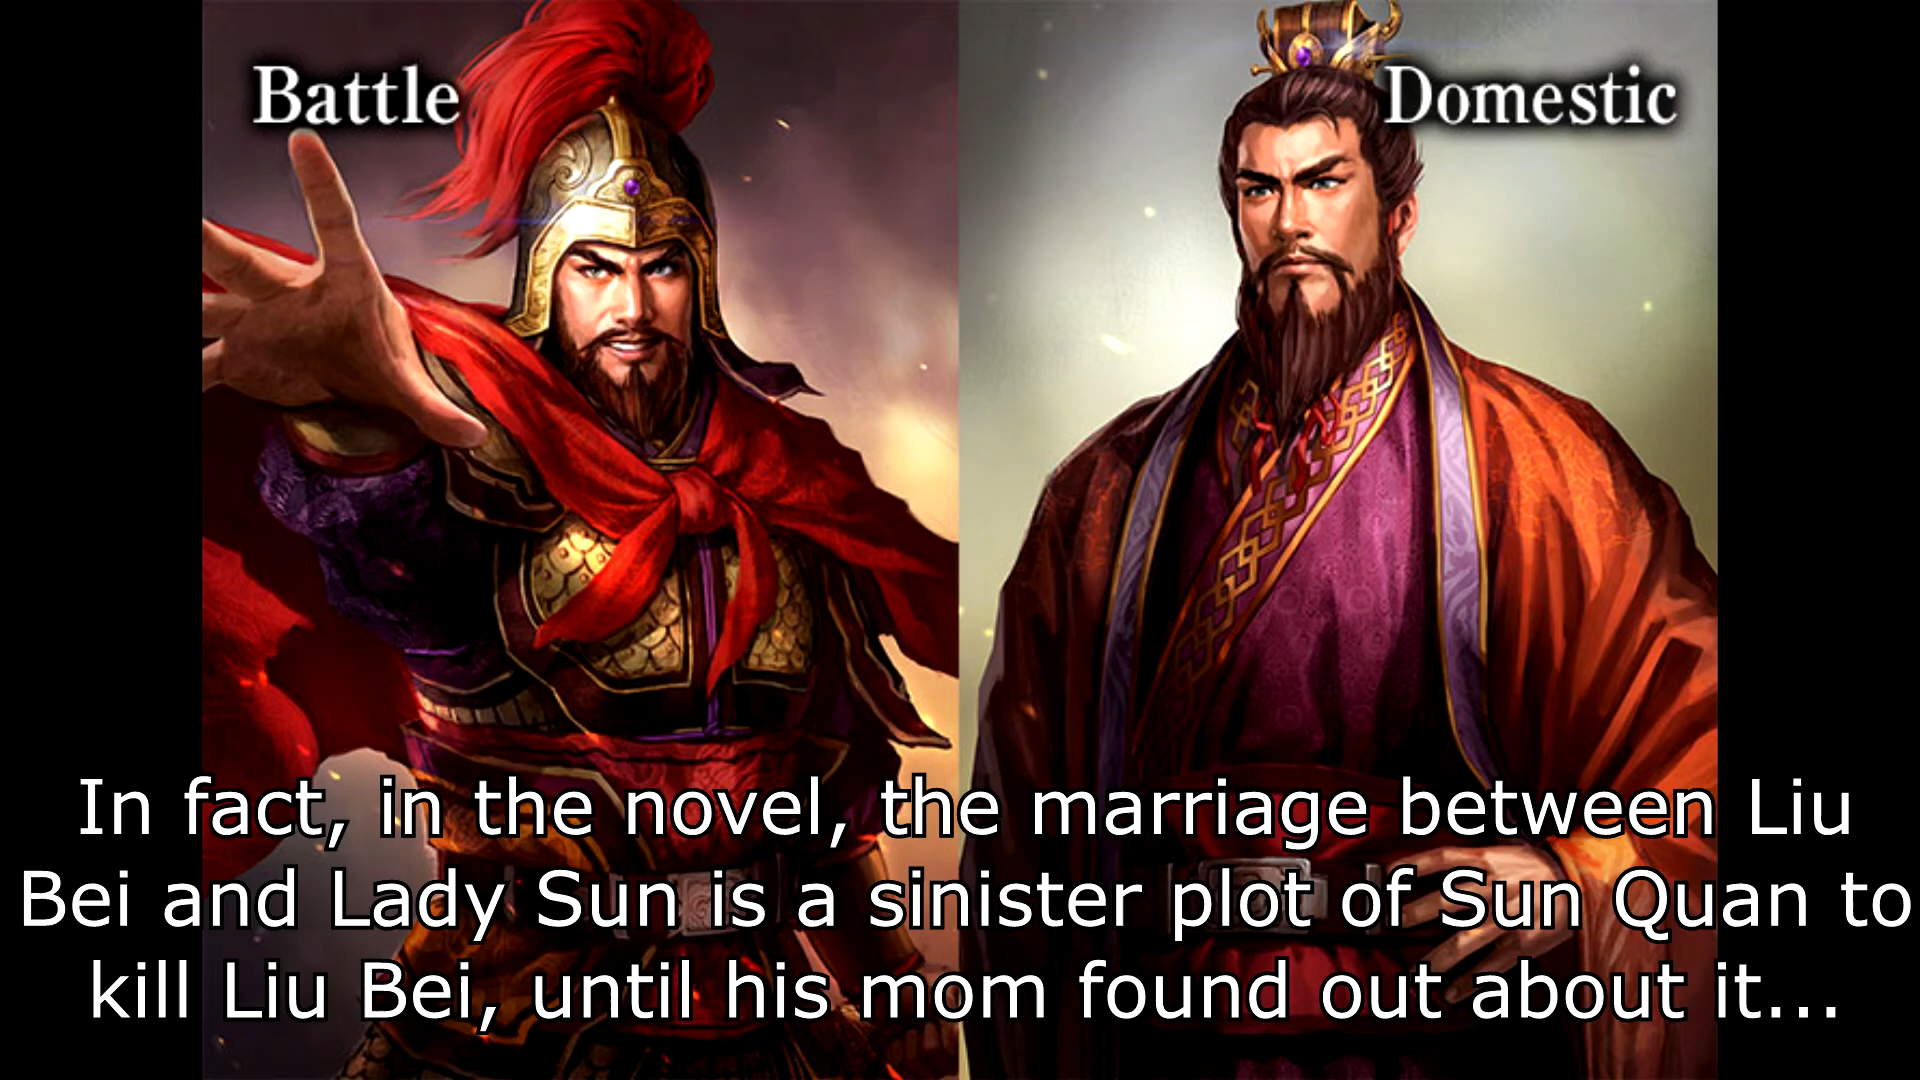 Battle
Domestic
In fact, in the novel, the marriage between Liu
Bei and Lady Sun is a sinister plot of Sun Quan to
kill Liu Bei, until his mom found out about it...